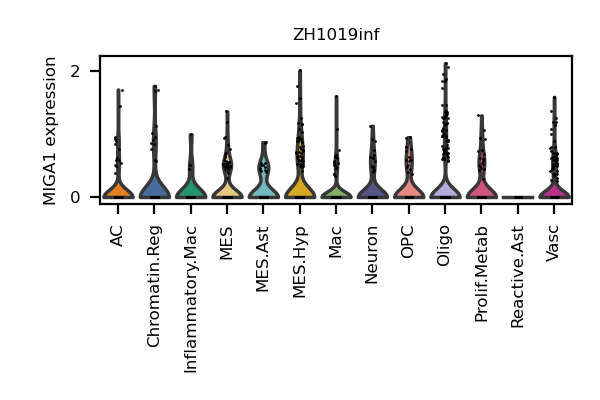 ZH1019inf
MIGA1 expression
2
0
AC
Chromatin.Reg
Inflammatory.Mac
MES
MES.Ast
MES.Hyp
Mac
Neuron
OPC
Oligo
Prolif.Metab
Reactive.Ast
Vasc